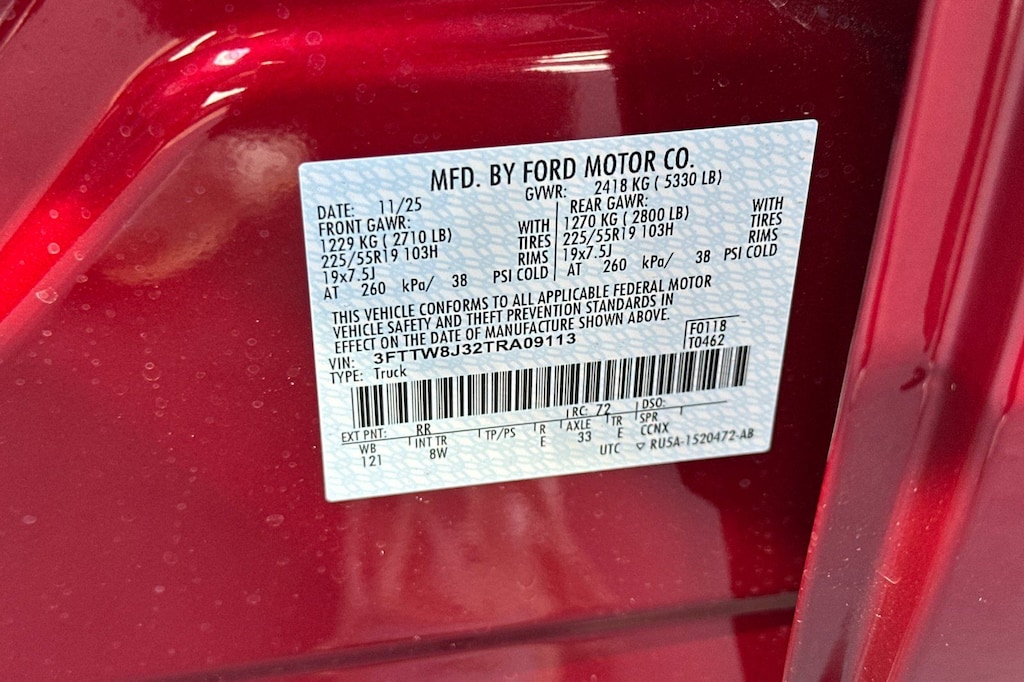 MFD. BY FORD MOTOR CO.
DATE: 11/25 GVWR: 2418 KG ( 5330 LB)
FRONT GAWR: REAR GAWR:
1229 KG ( 2710 LB) WITH 1270 KG ( 2800 LB) WITH
225/55R19 103H TIRES 225/55R19 103H TIRES
19x7.5J RIMS 19x7.5J RIMS
AT 260 kPa/ 38 PSI COLD AT 260 kPa/ 38 PSI COLD
THIS VEHICLE CONFORMS TO ALL APPLICABLE FEDERAL MOTOR
VEHICLE SAFETY AND THEFT PREVENTION STANDARDS IN
EFFECT ON THE DATE OF MANUFACTURE SHOWN ABOVE.
VIN: 3FTTW8J32TRA09113 F0118
TYPE: Truck T0462
EXT PNT: RR RC: 72 DSO:
WB INT TR TP/PS R AXLE TR SPR
121 8W E 33 E CCNX
UTC ▽ RU5A-1520472-AB